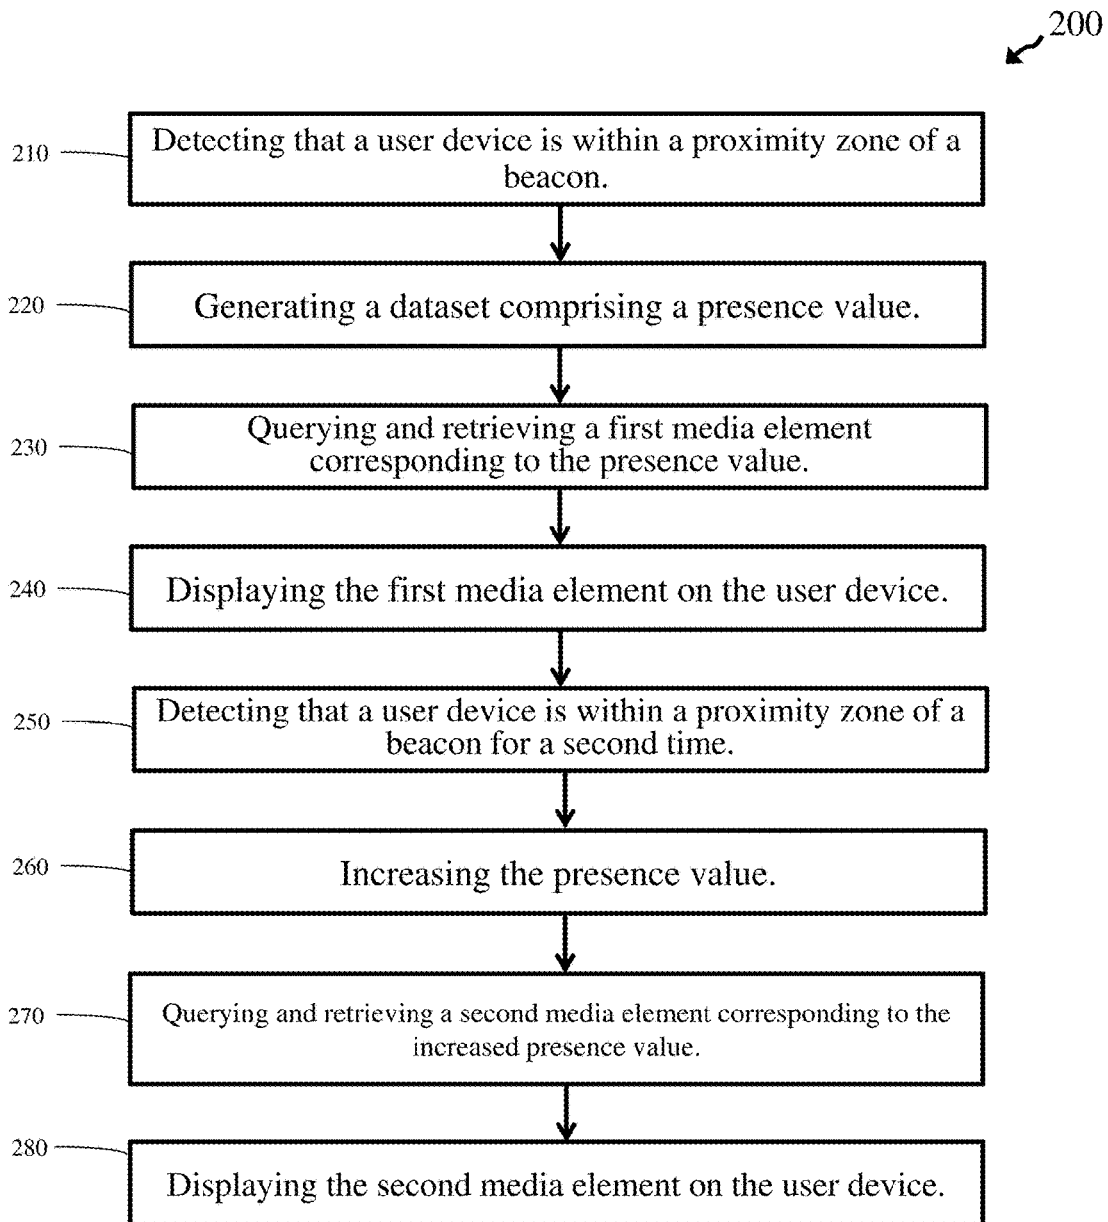 200
210
Detecting that a user device is within a proximity zone of a
beacon.
220
Generating a dataset comprising a presence value.
230
Querying and retrieving a first media element
corresponding to the presence value.
240
Displaying the first media element on the user device.
250
Detecting that a user device is within a proximity zone of a
beacon for a second time.
260
Increasing the presence value.
270
Querying and retrieving a second media element corresponding to the
increased presence value.
280
Displaying the second media element on the user device.